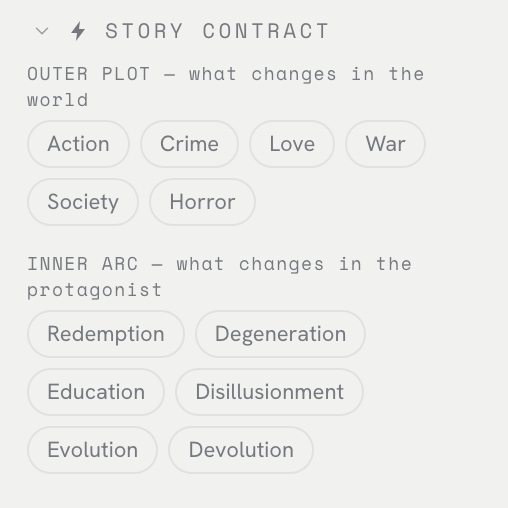 STORY CONTRACT
OUTER PLOT — what changes in the
world
Action Crime Love War
Society Horror
INNER ARC — what changes in the
protagonist
Redemption Degeneration
Education Disillusionment
Evolution Devolution